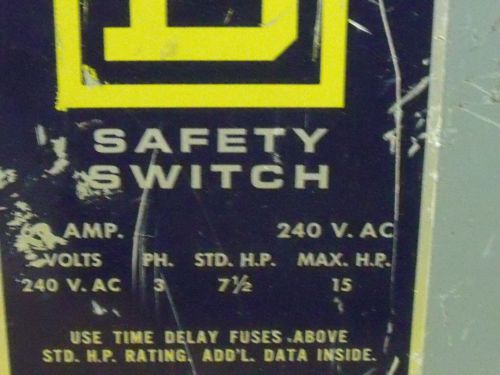 D
SAFETY
SWITCH
AMP. 240 V. AC
VOLTS PH. STD. H.P. MAX. H.P.
240 V. AC 3 7½ 15
USE TIME DELAY FUSES ABOVE
STD. H.P. RATING. ADD'L. DATA INSIDE.